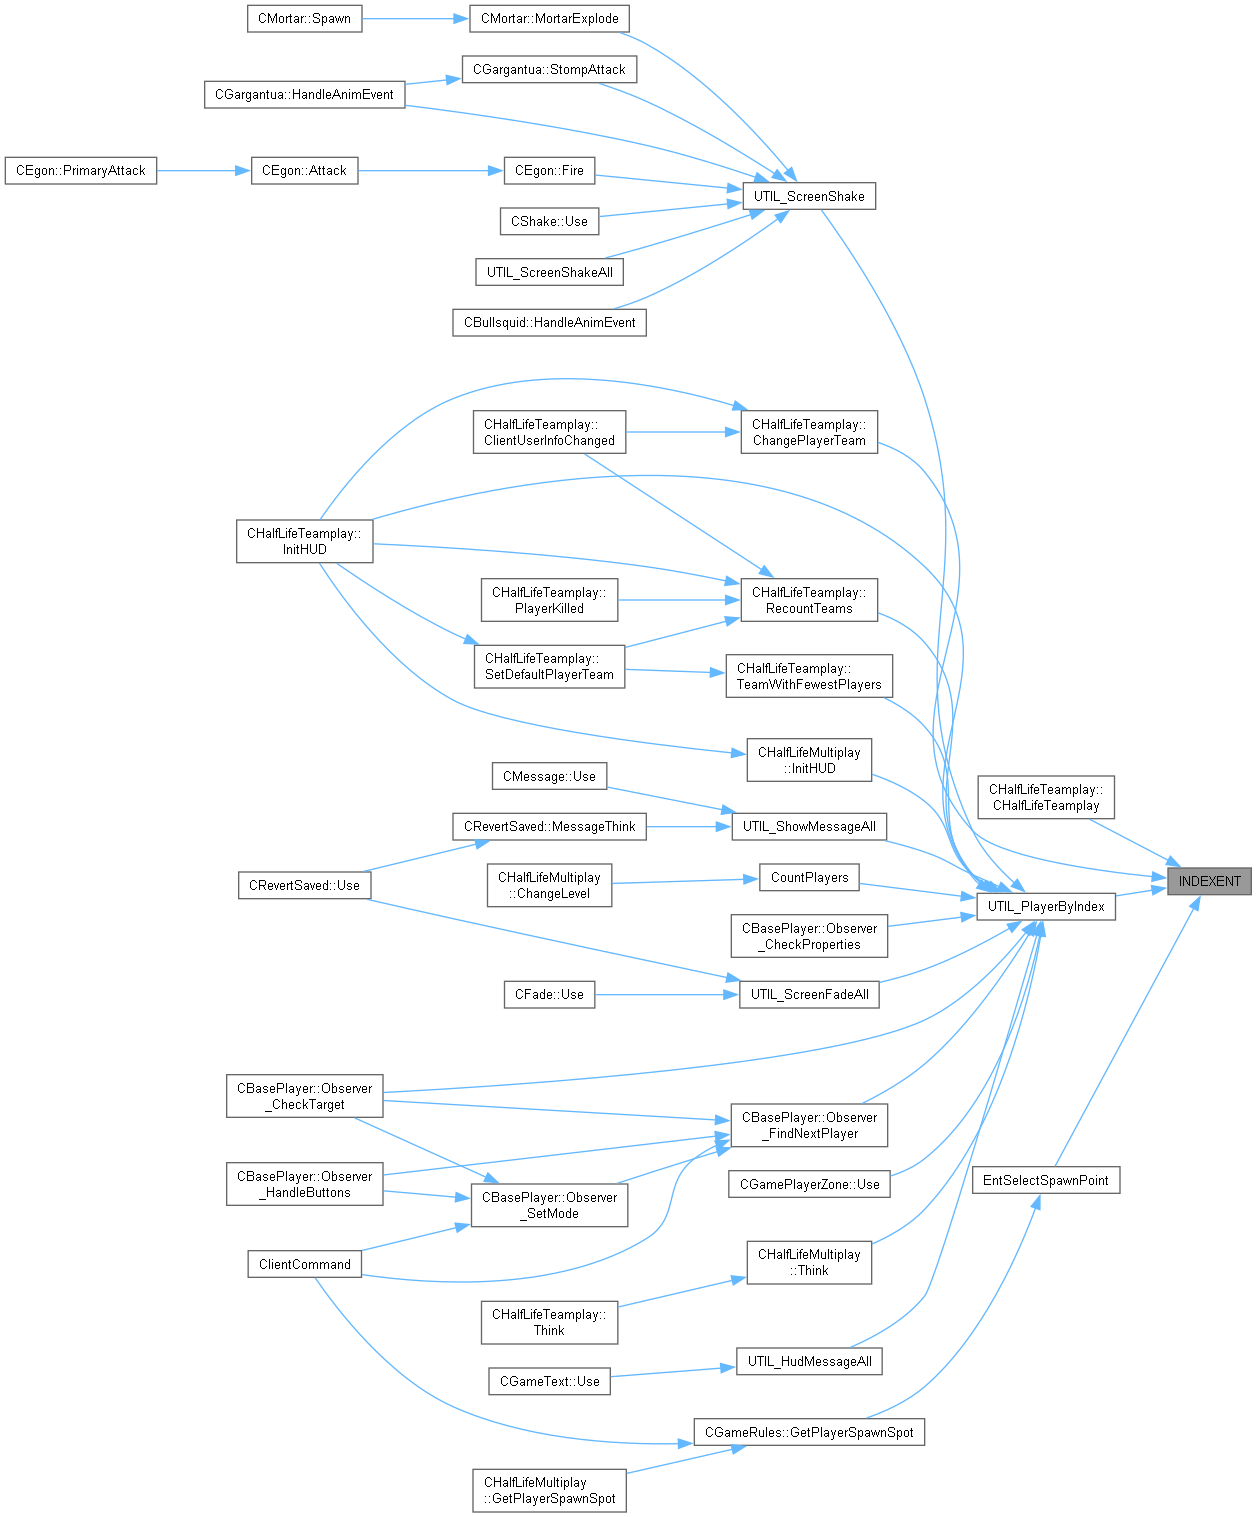 CMortar::Spawn
CMortar::MortarExplode
CGargantua::StompAttack
CGargantua::HandleAnimEvent
CEgon::PrimaryAttack
CEgon::Attack
CEgon::Fire
UTIL_ScreenShake
CShake::Use
UTIL_ScreenShakeAll
CBullsquid::HandleAnimEvent
CHalfLifeTeamplay::
ClientUserInfoChanged
CHalfLifeTeamplay::
ChangePlayerTeam
CHalfLifeTeamplay::
InitHUD
CHalfLifeTeamplay::
PlayerKilled
CHalfLifeTeamplay::
RecountTeams
CHalfLifeTeamplay::
SetDefaultPlayerTeam
CHalfLifeTeamplay::
TeamWithFewestPlayers
CHalfLifeMultiplay
::InitHUD
CMessage::Use
CHalfLifeTeamplay::
CHalfLifeTeamplay
CRevertSaved::MessageThink
UTIL_ShowMessageAll
CRevertSaved::Use
CHalfLifeMultiplay
::ChangeLevel
CountPlayers
INDEXENT
UTIL_PlayerByIndex
CBasePlayer::Observer
_CheckProperties
CFade::Use
UTIL_ScreenFadeAll
CBasePlayer::Observer
_CheckTarget
CBasePlayer::Observer
_FindNextPlayer
CBasePlayer::Observer
_HandleButtons
CBasePlayer::Observer
_SetMode
CGamePlayerZone::Use
EntSelectSpawnPoint
ClientCommand
CHalfLifeMultiplay
::Think
CHalfLifeTeamplay::
Think
UTIL_HudMessageAll
CGameText::Use
CGameRules::GetPlayerSpawnSpot
CHalfLifeMultiplay
::GetPlayerSpawnSpot